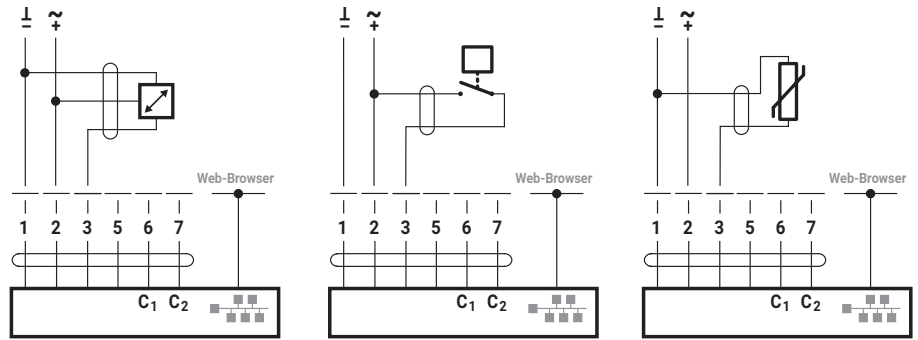 ⊥ ~
– +
Web-Browser
1 2 3 5 6 7
C1 C2
⊥ ~
– +
Web-Browser
1 2 3 5 6 7
C1 C2
⊥ ~
– +
Web-Browser
1 2 3 5 6 7
C1 C2